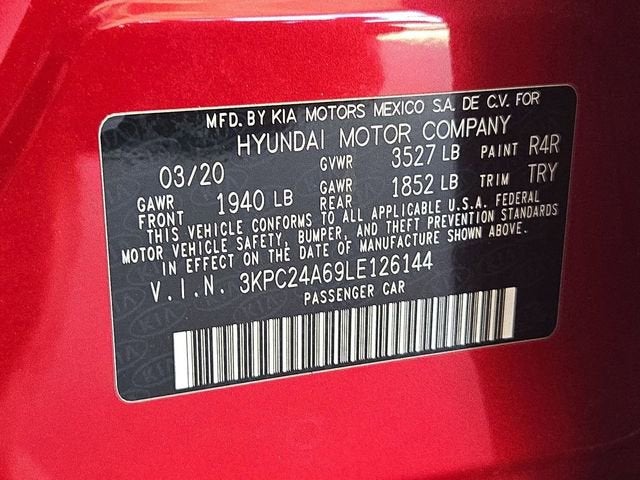 MFD. BY KIA MOTORS MEXICO S.A. DE C.V. FOR
HYUNDAI MOTOR COMPANY
03/20 GVWR 3527 LB PAINT R4R
GAWR FRONT 1940 LB GAWR REAR 1852 LB TRIM TRY
THIS VEHICLE CONFORMS TO ALL APPLICABLE U.S.A. FEDERAL
MOTOR VEHICLE SAFETY, BUMPER, AND THEFT PREVENTION STANDARDS
IN EFFECT ON THE DATE OF MANUFACTURE SHOWN ABOVE.
V.I.N. 3KPC24A69LE126144
PASSENGER CAR